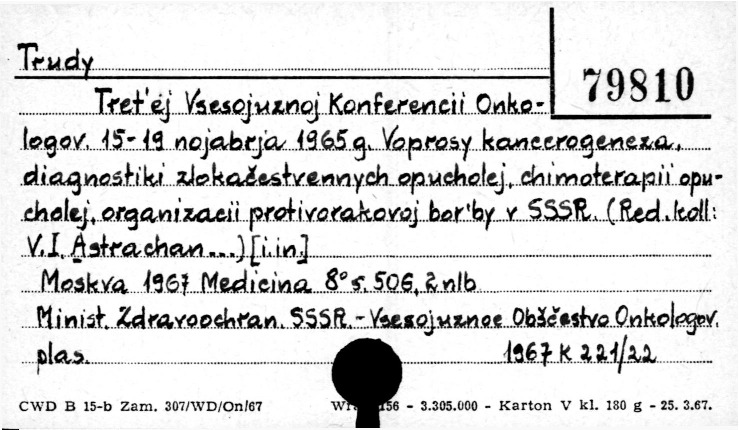 Trudy
79810
Tret'ej Vsesojuznoj Konferencii Onko-
logov. 15-19 nojabrja 1965 g. Voprosy kancerogeneza,
diagnostiki zlokačestvennych opucholej, chimoterapii opu-
cholej, organizacii protivorakovoj bor'by v SSSR. (Red. koll:
V.I. Astrachan...) [i.in.]
Moskva 1967 Medicina 8° s. 506, 2 nlb
Minist. Zdravoochran. SSSR. - Vsesojuznoe Obščestvo Onkologov.
plas. 1967 K 221/22
CWD B 15-b Zam. 307/WD/On/67 56 - 3.305.000 - Karton V kl. 180 g - 25. 3.67.